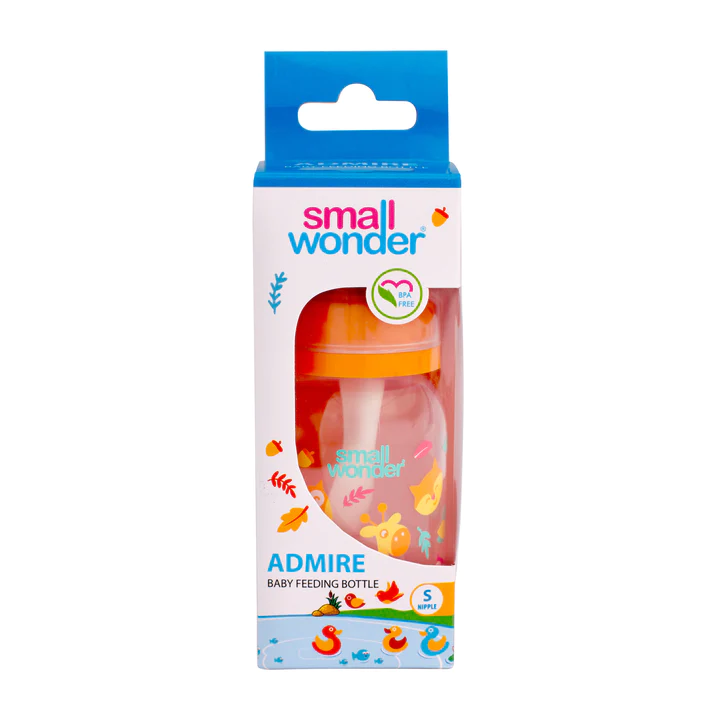 small
wonder®
BPA
FREE
small
wonder®
ADMIRE
BABY FEEDING BOTTLE
S
NIPPLE